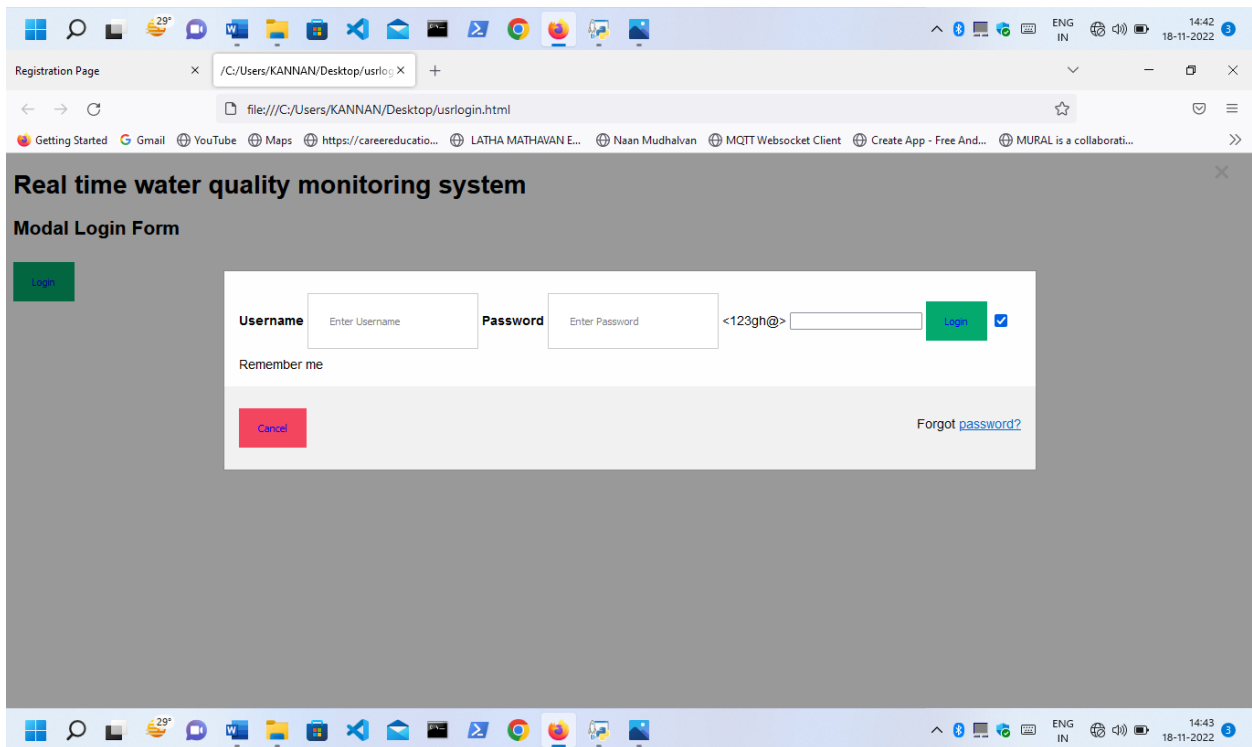 29°
ENG
IN
14:42
18-11-2022
3
Registration Page
/C:/Users/KANNAN/Desktop/usrlog
file:///C:/Users/KANNAN/Desktop/usrlogin.html
Getting Started Gmail YouTube Maps https://careereducatio... LATHA MATHAVAN E... Naan Mudhalvan MQTT Websocket Client Create App - Free And... MURAL is a collaborati...
Real time water quality monitoring system
Modal Login Form
Login
Username Enter Username Password Enter Password <123gh@> Login
Remember me
Cancel Forgot password?
29°
ENG
IN
14:43
18-11-2022
3